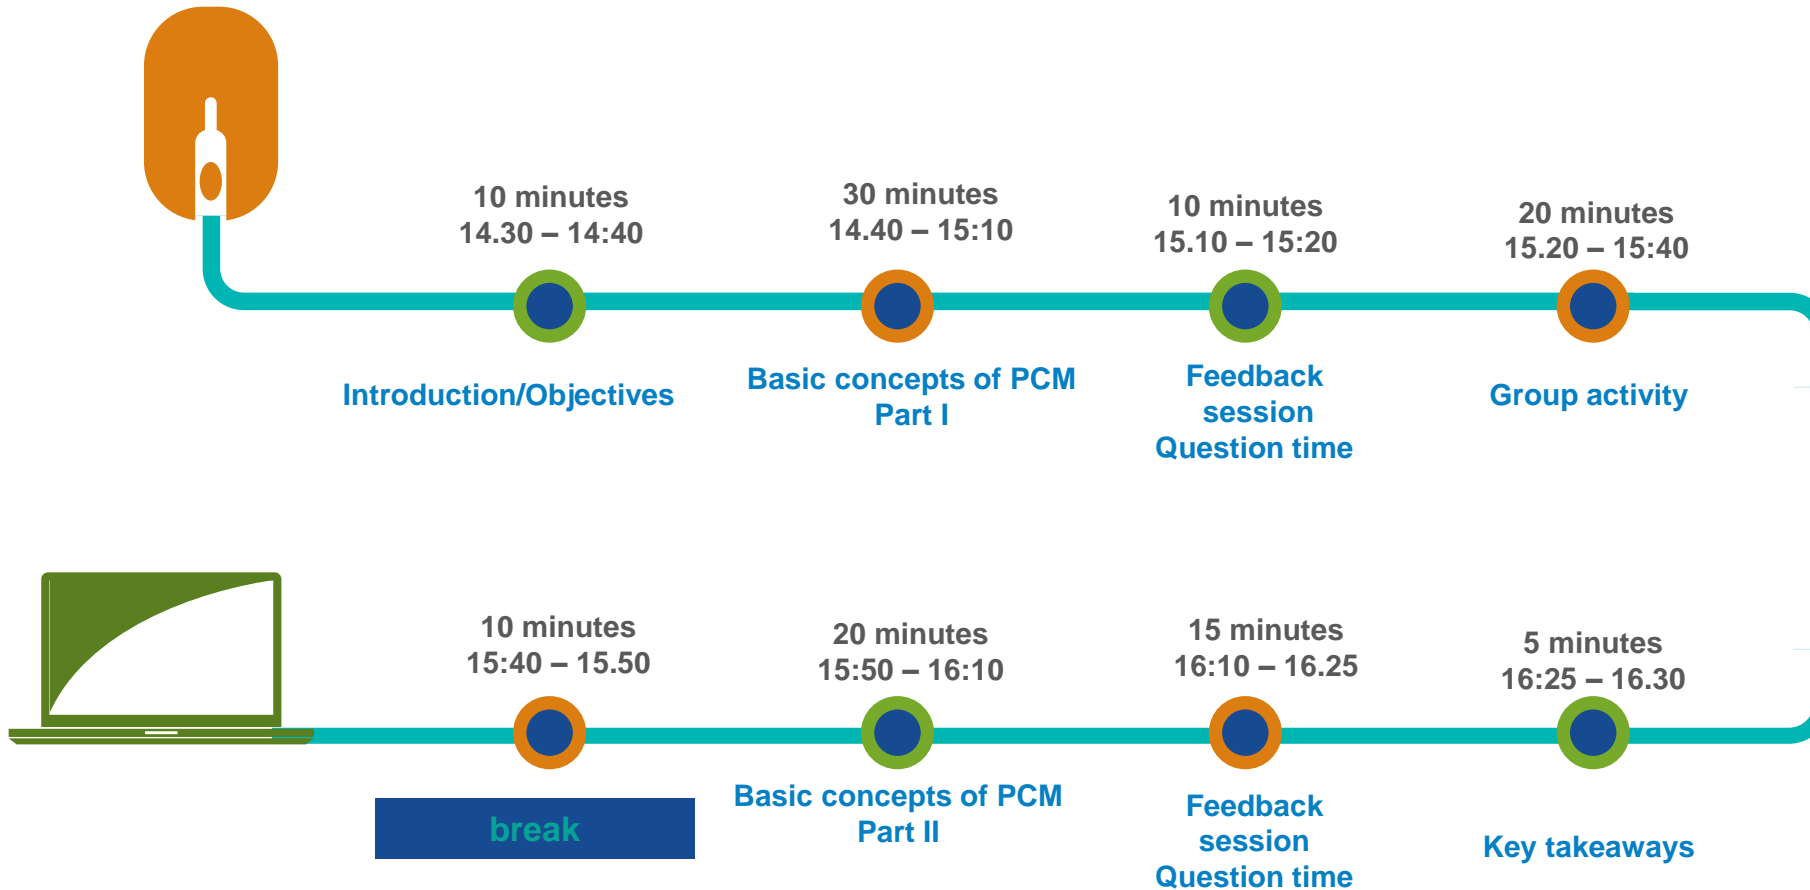 10 minutes
14.30 – 14:40
30 minutes
14.40 – 15:10
10 minutes
15.10 – 15:20
20 minutes
15.20 – 15:40
Introduction/Objectives
Basic concepts of PCM
Part I
Feedback
session
Question time
Group activity
10 minutes
15:40 – 15.50
20 minutes
15:50 – 16:10
15 minutes
16:10 – 16.25
5 minutes
16:25 – 16.30
break
Basic concepts of PCM
Part II
Feedback
session
Question time
Key takeaways